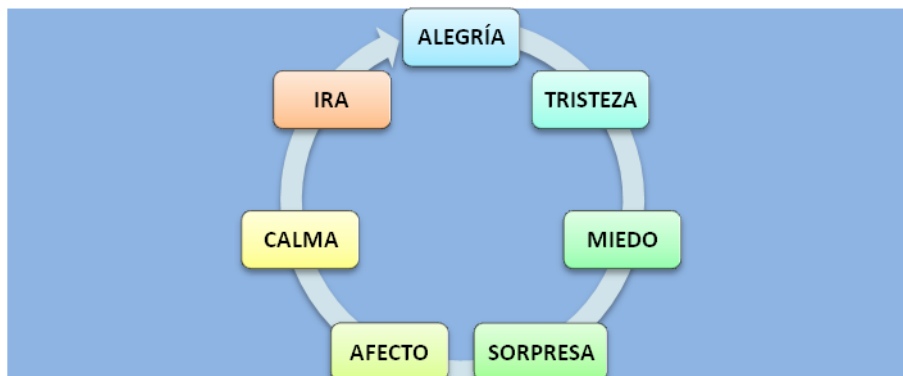 ALEGRÍA
TRISTEZA
MIEDO
SORPRESA
AFECTO
CALMA
IRA